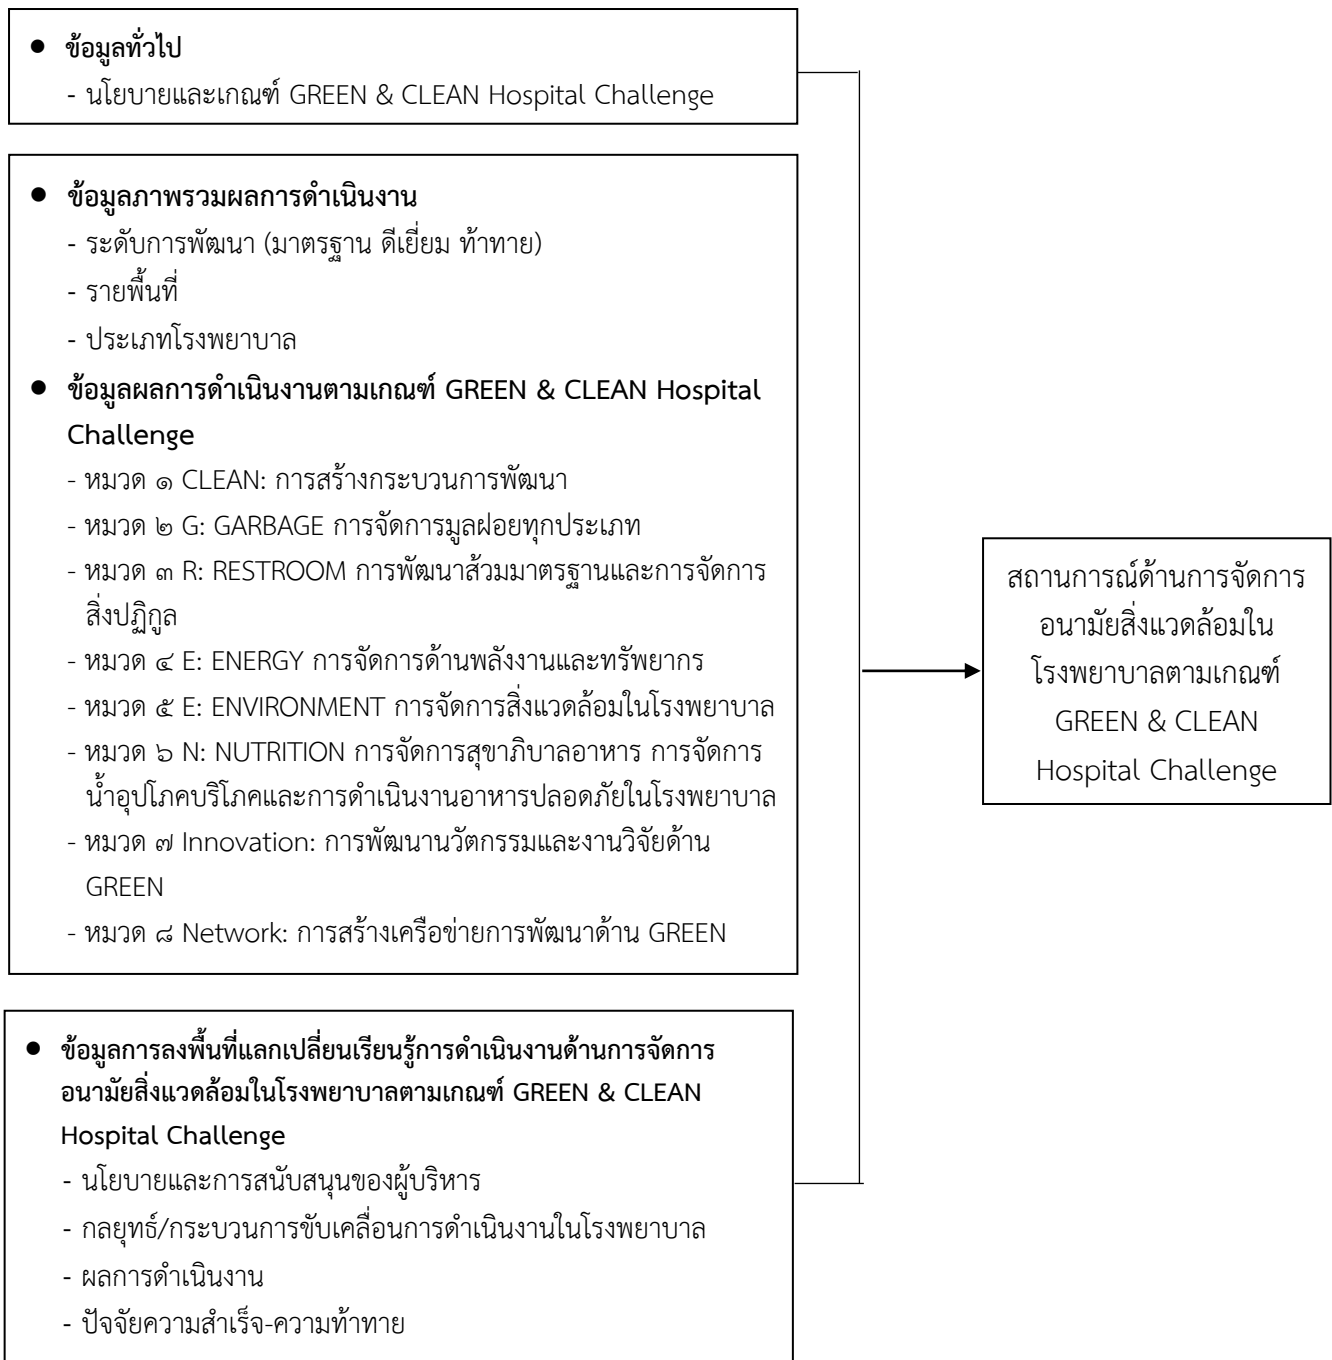 ● ข้อมูลทั่วไป
- นโยบายและเกณฑ์ GREEN & CLEAN Hospital Challenge
● ข้อมูลภาพรวมผลการดำเนินงาน
- ระดับการพัฒนา (มาตรฐาน ดีเยี่ยม ท้าทาย)
- รายพื้นที่
- ประเภทโรงพยาบาล
● ข้อมูลผลการดำเนินงานตามเกณฑ์ GREEN & CLEAN Hospital
Challenge
- หมวด ๑ CLEAN: การสร้างกระบวนการพัฒนา
- หมวด ๒ G: GARBAGE การจัดการมูลฝอยทุกประเภท
- หมวด ๓ R: RESTROOM การพัฒนาส้วมมาตรฐานและการจัดการ
สิ่งปฏิกูล
- หมวด ๔ E: ENERGY การจัดการด้านพลังงานและทรัพยากร
- หมวด ๕ E: ENVIRONMENT การจัดการสิ่งแวดล้อมในโรงพยาบาล
- หมวด ๖ N: NUTRITION การจัดการสุขาภิบาลอาหาร การจัดการ
น้ำอุปโภคบริโภคและการดำเนินงานอาหารปลอดภัยในโรงพยาบาล
- หมวด ๗ Innovation: การพัฒนานวัตกรรมและงานวิจัยด้าน
GREEN
- หมวด ๘ Network: การสร้างเครือข่ายการพัฒนาด้าน GREEN
● ข้อมูลการลงพื้นที่แลกเปลี่ยนเรียนรู้การดำเนินงานด้านการจัดการ
อนามัยสิ่งแวดล้อมในโรงพยาบาลตามเกณฑ์ GREEN & CLEAN
Hospital Challenge
- นโยบายและการสนับสนุนของผู้บริหาร
- กลยุทธ์/กระบวนการขับเคลื่อนการดำเนินงานในโรงพยาบาล
- ผลการดำเนินงาน
- ปัจจัยความสำเร็จ-ความท้าทาย
สถานการณ์ด้านการจัดการ
อนามัยสิ่งแวดล้อมใน
โรงพยาบาลตามเกณฑ์
GREEN & CLEAN
Hospital Challenge